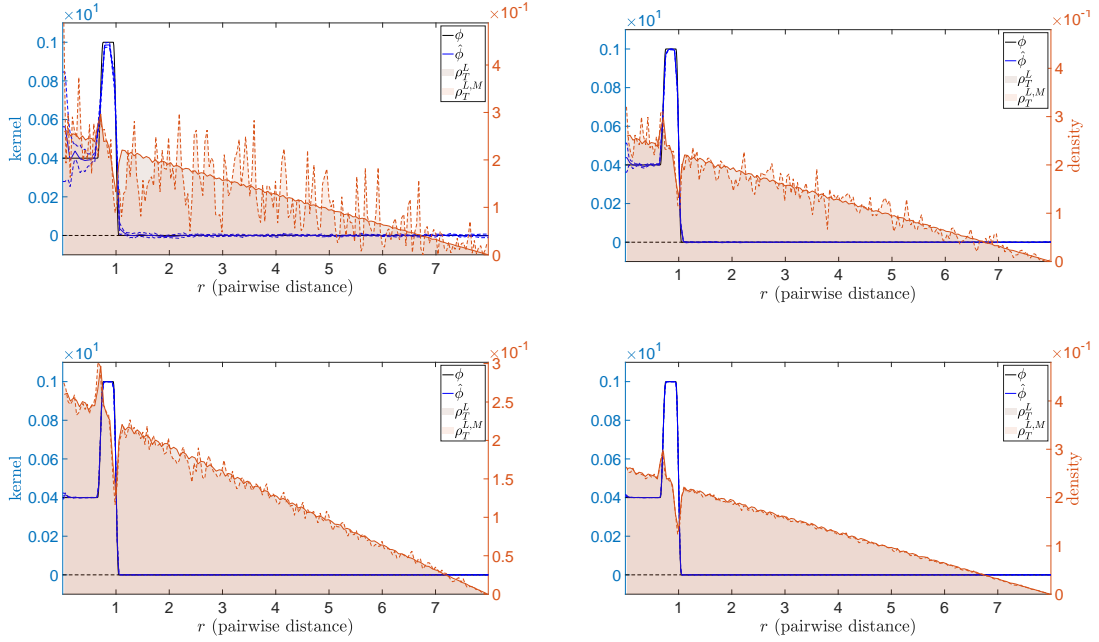 ×10¹ ×10⁻¹
0.1 0.08 0.06 0.04 0.02 0
kernel
4 3 2 1 0
ϕ
ϕ̂
ρ_T^L
ρ_T^{L,M}
1 2 3 4 5 6 7
r (pairwise distance)
×10¹ ×10⁻¹
0.1 0.08 0.06 0.04 0.02 0
4 3 2 1 0
density
ϕ
ϕ̂
ρ_T^L
ρ_T^{L,M}
1 2 3 4 5 6 7
r (pairwise distance)
×10¹ ×10⁻¹
0.1 0.08 0.06 0.04 0.02 0
kernel
3 2.5 2 1.5 1 0.5 0
ϕ
ϕ̂
ρ_T^L
ρ_T^{L,M}
1 2 3 4 5 6 7
r (pairwise distance)
×10¹ ×10⁻¹
0.1 0.08 0.06 0.04 0.02 0
4 3 2 1 0
density
ϕ
ϕ̂
ρ_T^L
ρ_T^{L,M}
1 2 3 4 5 6 7
r (pairwise distance)